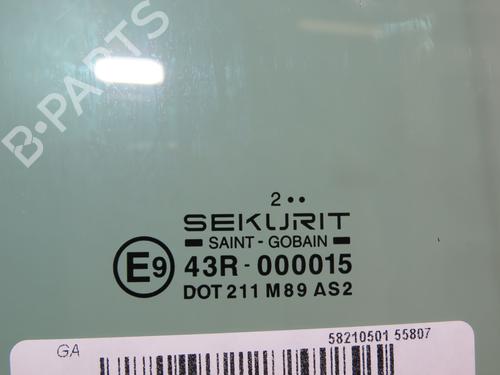 B-PARTS
2 ••
SEKURIT
SAINT - GOBAIN
E9 43R - 000015
DOT 211 M89 AS2
GA
58210501 55807